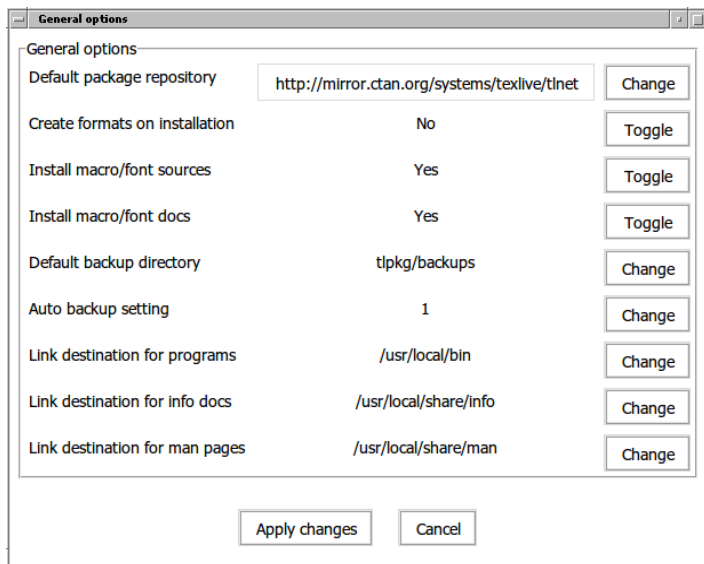 General options
General options
Default package repository http://mirror.ctan.org/systems/texlive/tlnet Change
Create formats on installation No Toggle
Install macro/font sources Yes Toggle
Install macro/font docs Yes Toggle
Default backup directory tlpkg/backups Change
Auto backup setting 1 Change
Link destination for programs /usr/local/bin Change
Link destination for info docs /usr/local/share/info Change
Link destination for man pages /usr/local/share/man Change
Apply changes Cancel